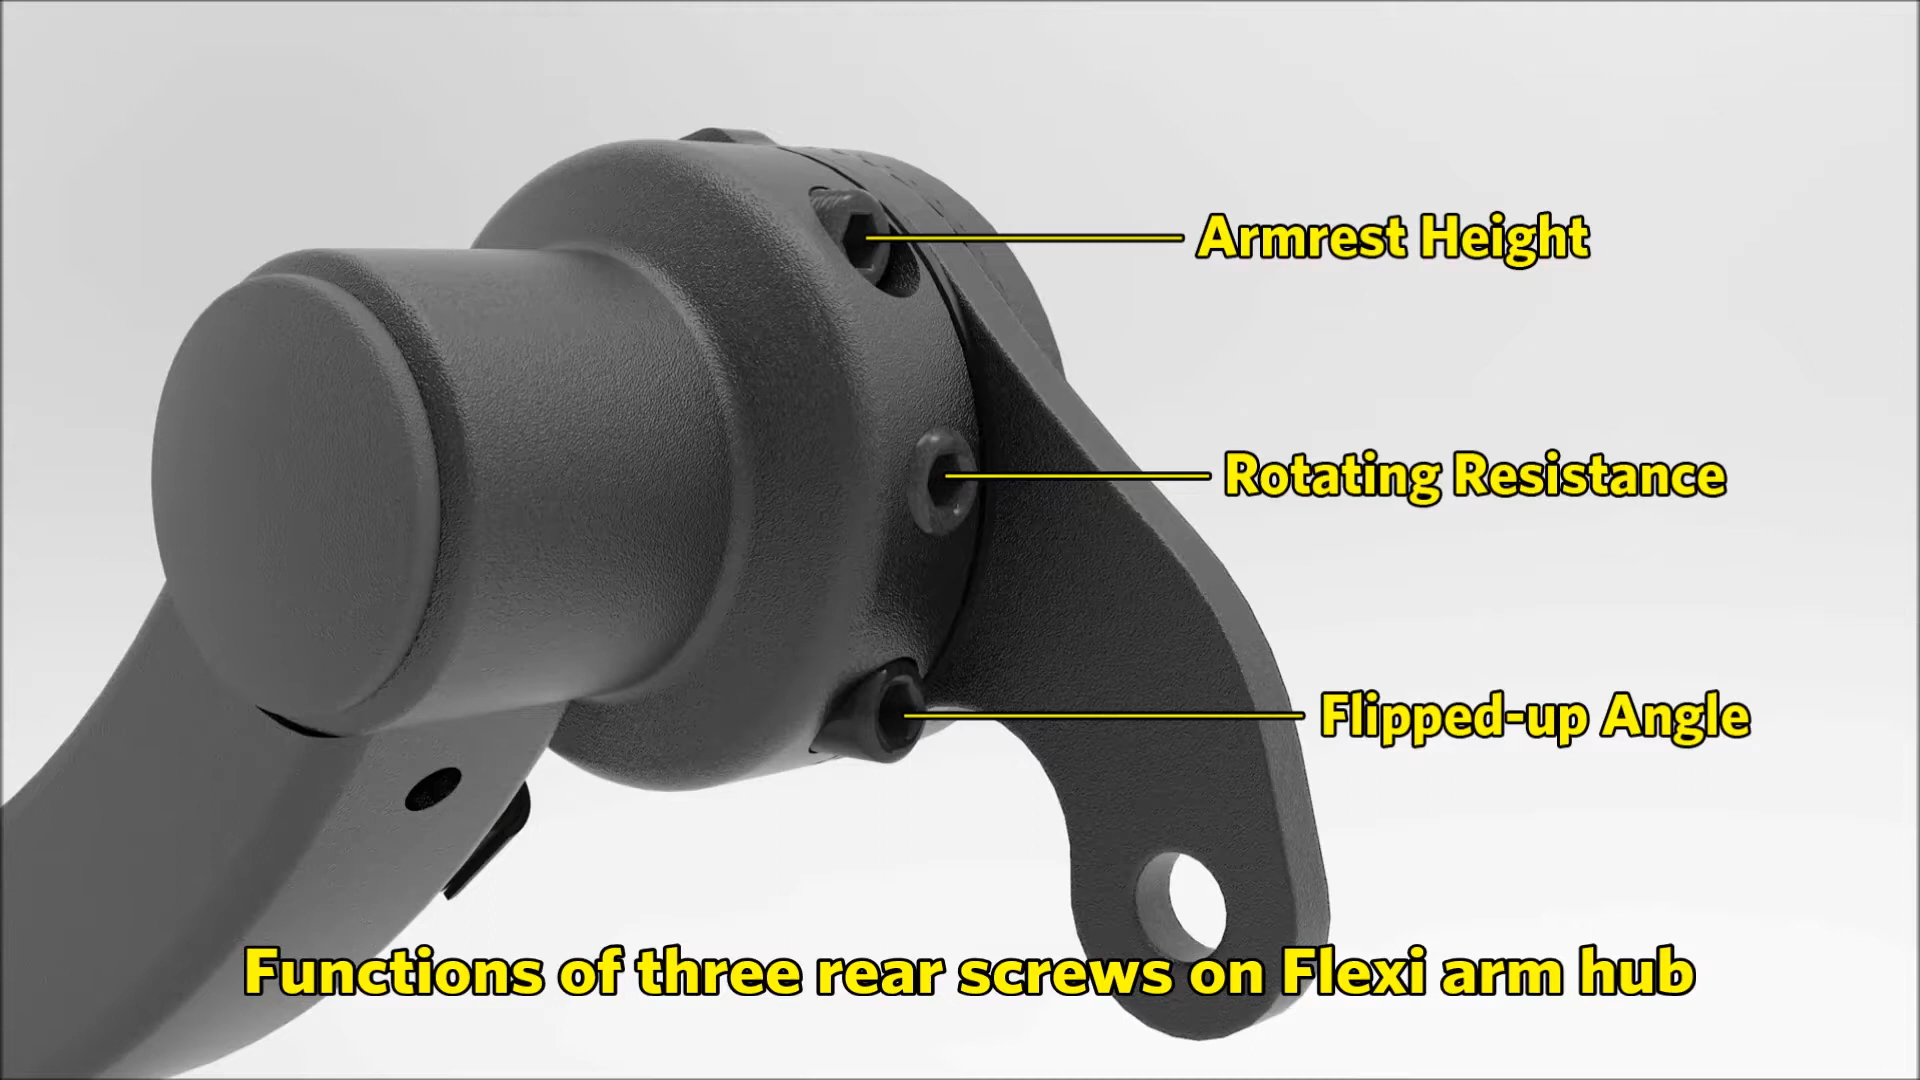 Armrest Height
Rotating Resistance
Flipped-up Angle
Functions of three rear screws on Flexi arm hub